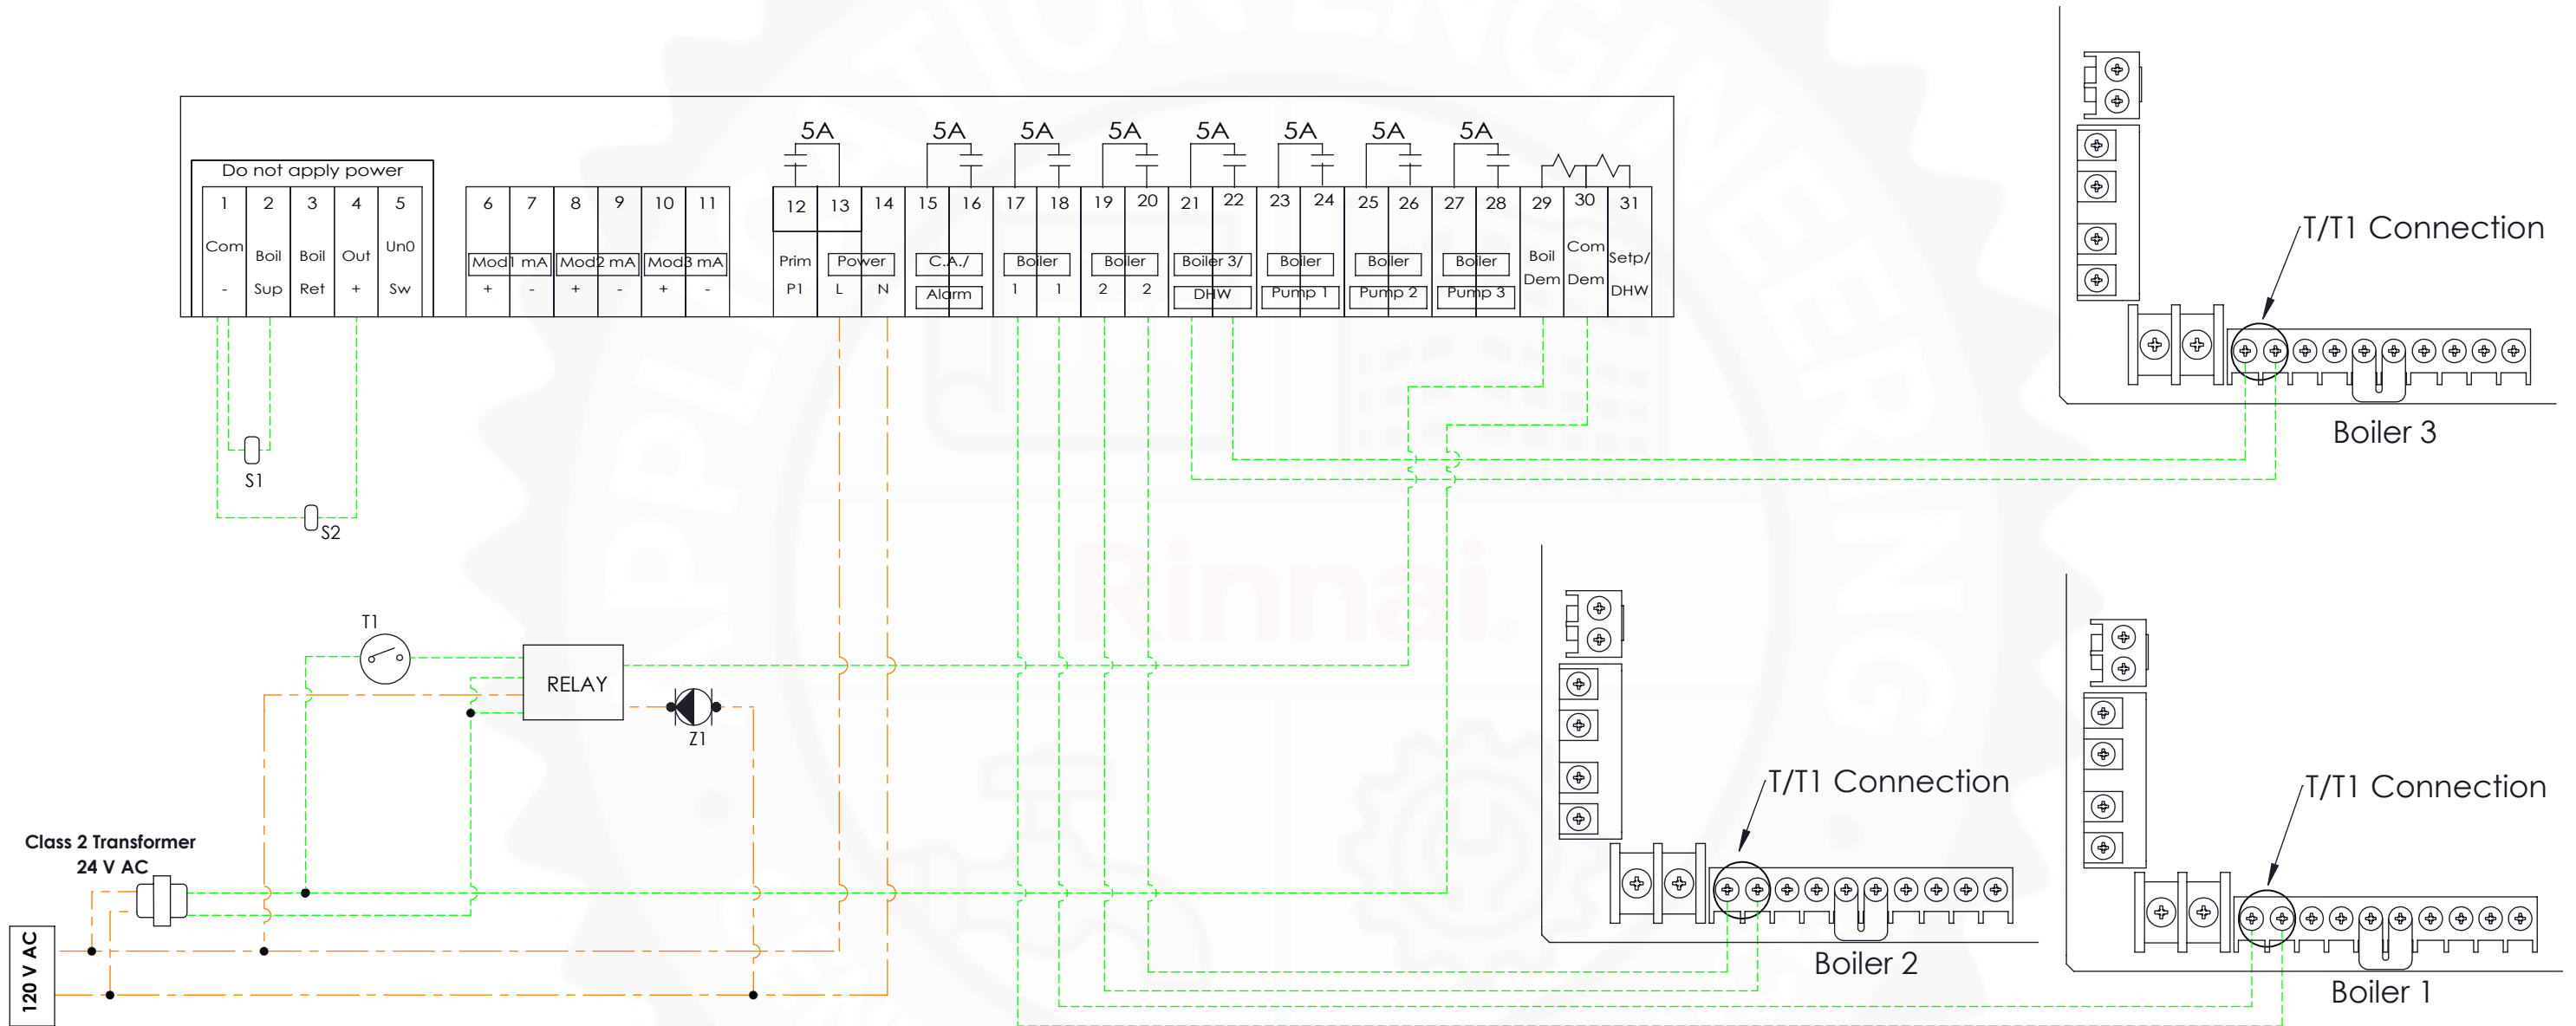 5A 5A 5A 5A 5A 5A 5A 5A
Do not apply power
1 2 3 4 5 6 7 8 9 10 11 12 13 14 15 16 17 18 19 20 21 22 23 24 25 26 27 28 29 30 31
Com Boil Boil Out Un0 Mod1 mA Mod2 mA Mod3 mA Prim Power C.A./ Boiler Boiler Boiler 3/ Boiler Boiler Boiler Boil Com Setp/
- Sup Ret + Sw + - + - + - P1 L N Alarm 1 1 2 2 DHW Pump 1 Pump 2 Pump 3 Dem Dem DHW
T/T1 Connection
Boiler 3
S1
S2
APPLICATION ENGINEERING
Rinnai
T1
RELAY
Z1
T/T1 Connection
Boiler 2
T/T1 Connection
Boiler 1
Class 2 Transformer
24 V AC
120 V AC